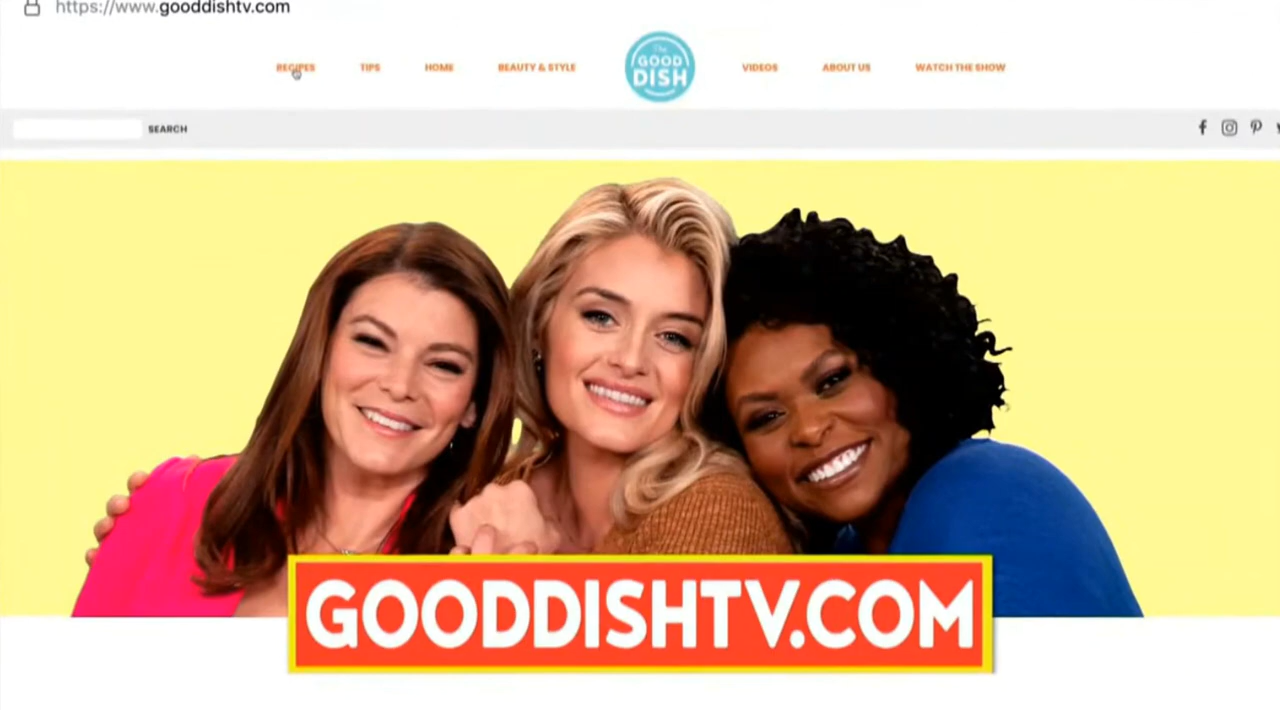 https://www.gooddishtv.com
RECIPES TIPS HOME BEAUTY & STYLE
The
GOOD
DISH
VIDEOS ABOUT US WATCH THE SHOW
SEARCH
GOODDISHTV.COM